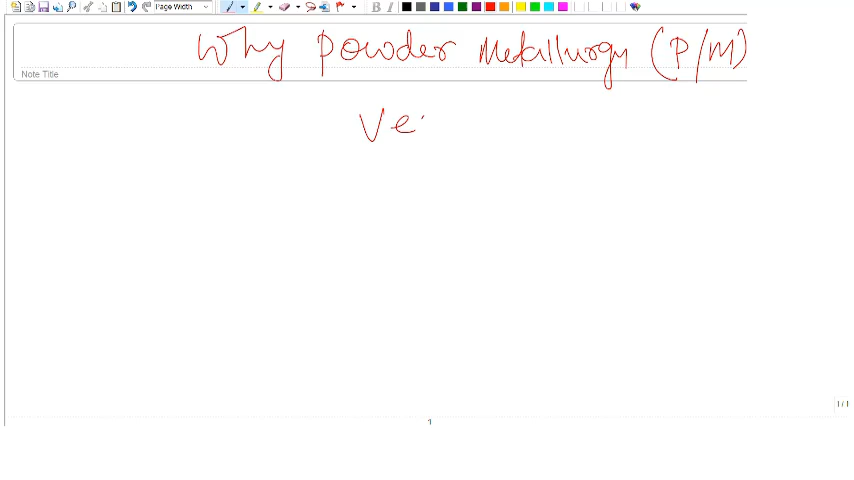 Page Width
Why Powder Metallurgy (P/M)
Note Title
Ve
1 / 1
1